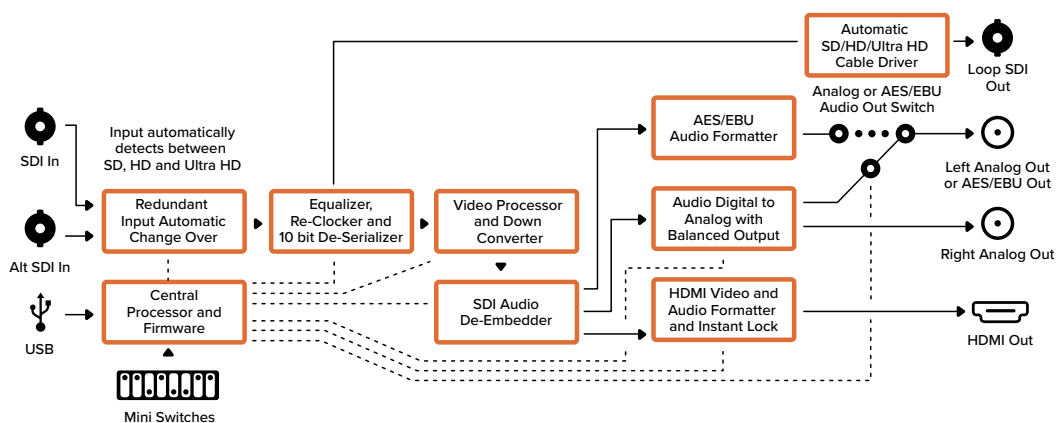 Automatic
SD/HD/Ultra HD
Cable Driver
Loop SDI
Out
Analog or AES/EBU
Audio Out Switch
AES/EBU
Audio Formatter
SDI In
Input automatically
detects between
SD, HD and Ultra HD
Left Analog Out
or AES/EBU Out
Redundant
Input Automatic
Change Over
Equalizer,
Re-Clocker and
10 bit De-Serializer
Video Processor
and Down
Converter
Audio Digital to
Analog with
Balanced Output
Right Analog Out
Alt SDI In
Central
Processor and
Firmware
SDI Audio
De-Embedder
HDMI Video and
Audio Formatter
and Instant Lock
USB
HDMI Out
Mini Switches